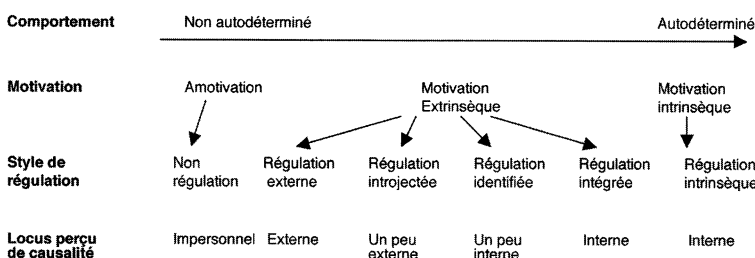 Comportement Non autodéterminé Autodéterminé
Motivation Amotivation Motivation Motivation
Extrinsèque intrinsèque
Style de Non Régulation Régulation Régulation Régulation Régulation
régulation régulation externe introjectée identifiée intégrée intrinsèque
Locus perçu Impersonnel Externe Un peu Un peu Interne Interne
de causalité externe interne